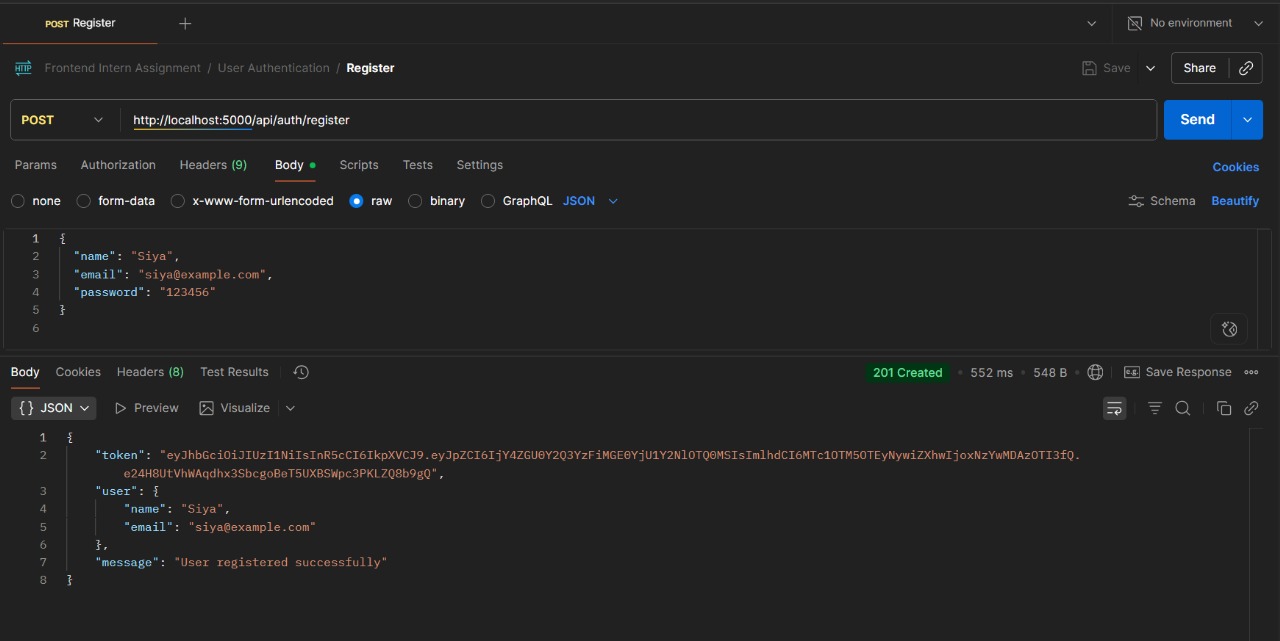 POST Register
No environment
HTTP Frontend Intern Assignment / User Authentication / Register
Save Share
POST http://localhost:5000/api/auth/register Send
Params Authorization Headers (9) Body Scripts Tests Settings Cookies
none form-data x-www-form-urlencoded raw binary GraphQL JSON Schema Beautify
1 {
2 "name": "Siya",
3 "email": "siya@example.com",
4 "password": "123456"
5 }
6
Body Cookies Headers (8) Test Results 201 Created • 552 ms • 548 B e.g. Save Response
{} JSON Preview Visualize
1 {
2 "token": "eyJhbGciOiJIUzI1NiIsInR5cCI6IkpXVCJ9.eyJpZCI6IjY4ZGU0Y2Q3YzFiMGE0YjU1Y2NlOTQ0MSIsImlhdCI6MTc1OTM5OTEyNywiZXhwIjoxNzYwMDAzOTI3fQ.
e24H8UtVhWAqdhx3SbcgoBeT5UXBSWpc3PKLZQ8b9gQ",
3 "user": {
4 "name": "Siya",
5 "email": "siya@example.com"
6 },
7 "message": "User registered successfully"
8 }